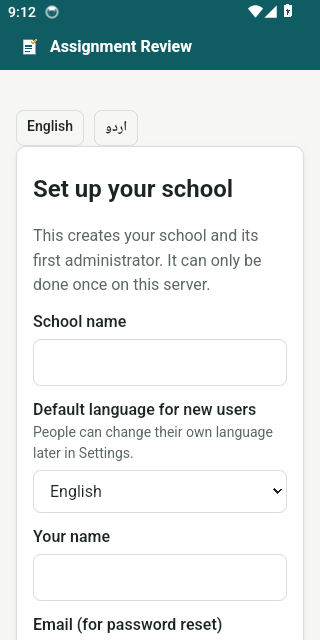 9:12
Assignment Review
English
اردو
Set up your school
This creates your school and its
first administrator. It can only be
done once on this server.
School name
Default language for new users
People can change their own language
later in Settings.
English
Your name
Email (for password reset)